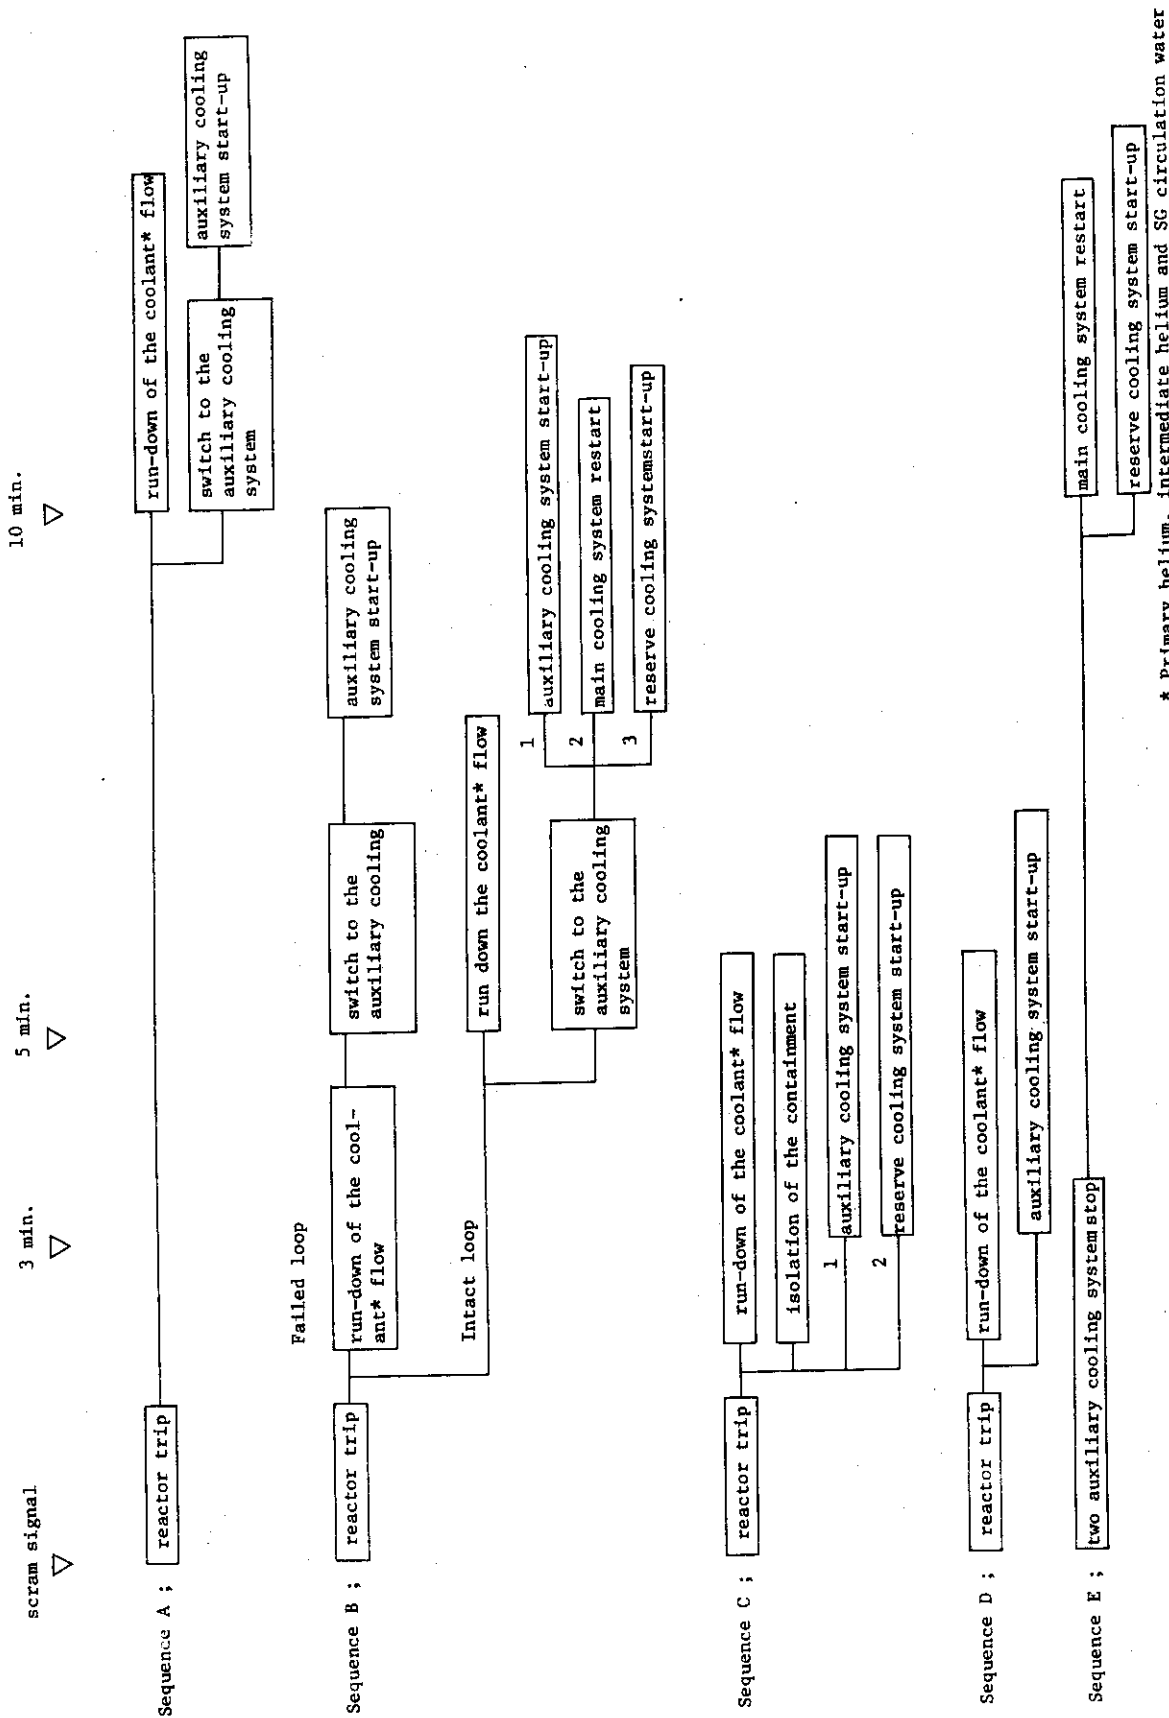 scram signal
3 min.
5 min.
10 min.
Sequence A ;
reactor trip
run-down of the coolant* flow
switch to the
auxiliary cooling
system
auxiliary cooling
system start-up
Sequence B ;
reactor trip
Failed loop
run-down of the cool-
ant* flow
switch to the
auxiliary cooling
auxiliary cooling
system start-up
Intact loop
run down the coolant* flow
switch to the
auxiliary cooling
system
1
auxiliary cooling system start-up
2
main cooling system restart
3
reserve cooling systemstart-up
Sequence C ;
reactor trip
run-down of the coolant* flow
isolation of the containment
1
auxiliary cooling system start-up
2
reserve cooling system start-up
Sequence D ;
reactor trip
run-down of the coolant* flow
auxiliary cooling system start-up
Sequence E ;
two auxiliary cooling system stop
main cooling system restart
reserve cooling system start-up
* Primary helium, intermediate helium and SG circulation water